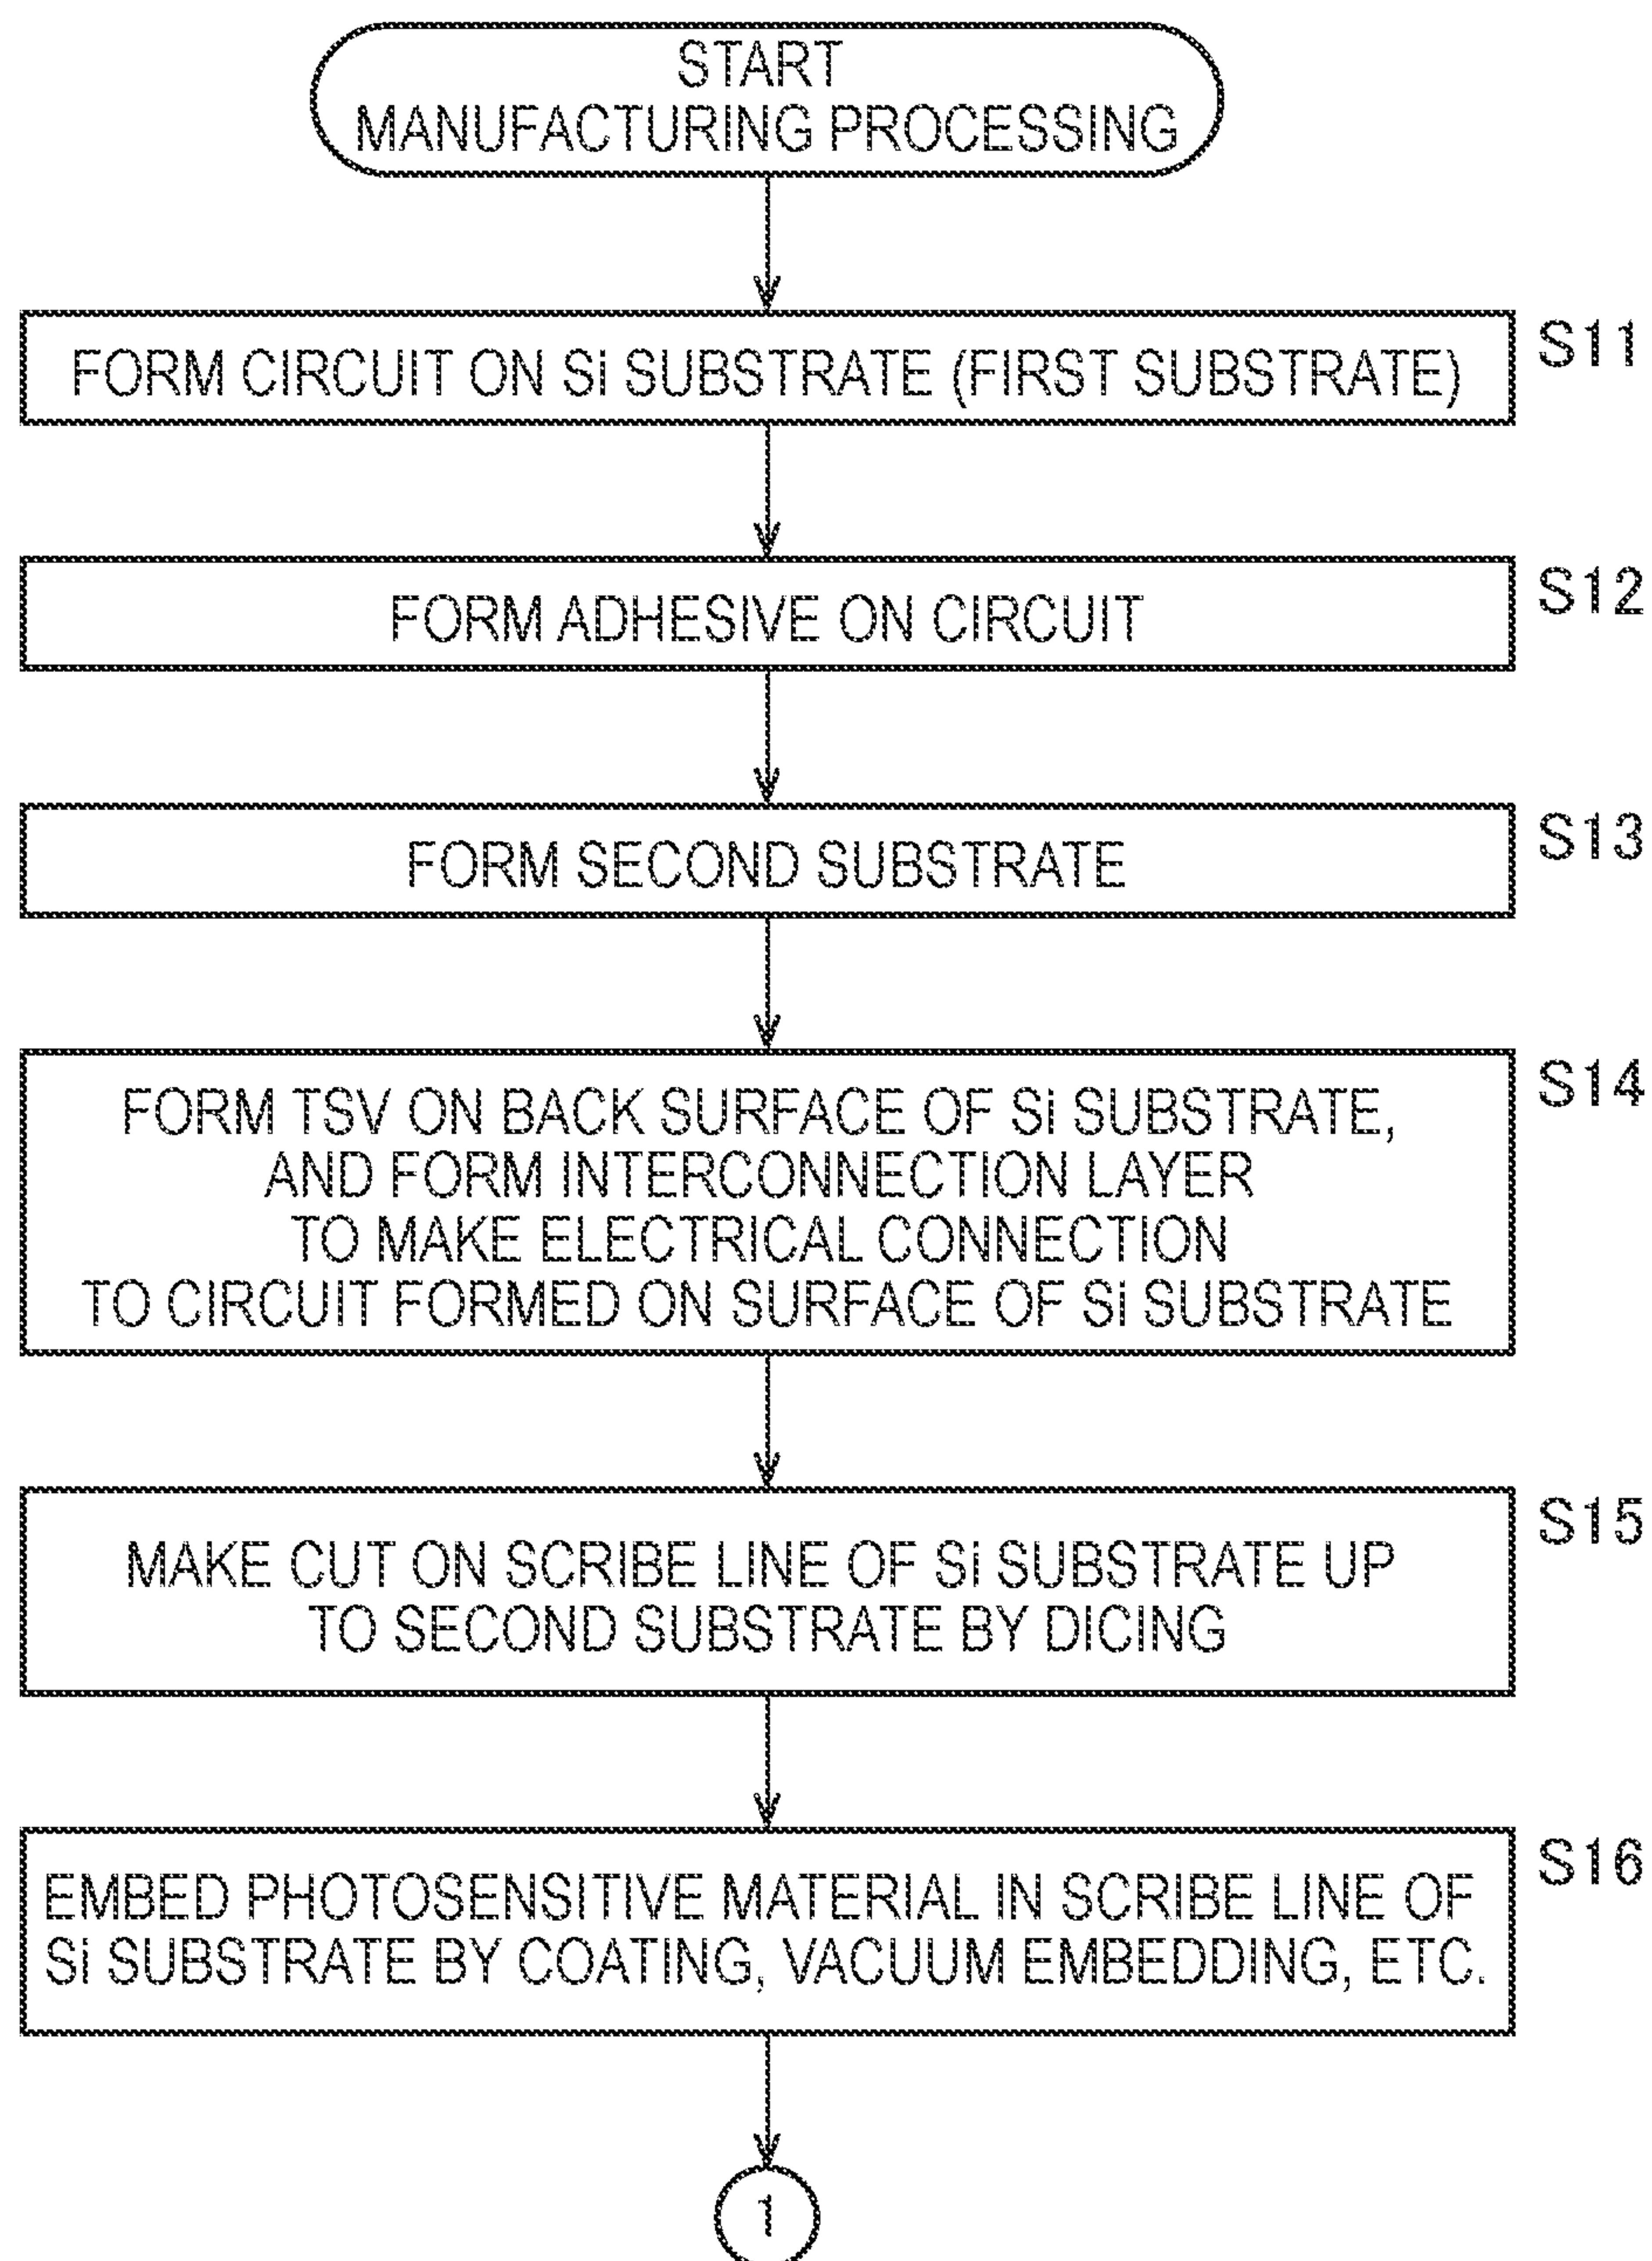 START
MANUFACTURING PROCESSING
FORM CIRCUIT ON Si SUBSTRATE (FIRST SUBSTRATE)
S11
FORM ADHESIVE ON CIRCUIT
S12
FORM SECOND SUBSTRATE
S13
FORM TSV ON BACK SURFACE OF Si SUBSTRATE,
AND FORM INTERCONNECTION LAYER
TO MAKE ELECTRICAL CONNECTION
TO CIRCUIT FORMED ON SURFACE OF Si SUBSTRATE
S14
MAKE CUT ON SCRIBE LINE OF Si SUBSTRATE UP
TO SECOND SUBSTRATE BY DICING
S15
EMBED PHOTOSENSITIVE MATERIAL IN SCRIBE LINE OF
Si SUBSTRATE BY COATING, VACUUM EMBEDDING, ETC.
S16
1